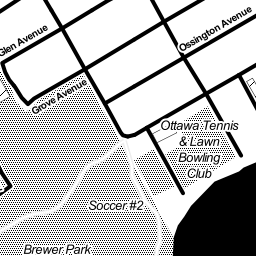 Glen Avenue
Ossington Avenue
Grove Avenue
Ottawa Tennis
& Lawn
Bowling
Club
Soccer #2
Brewer Park